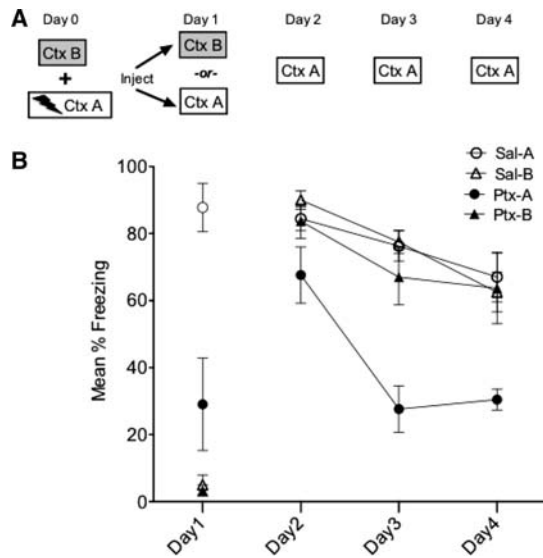 A
Day 0 Day 1 Day 2 Day 3 Day 4
Ctx B
+
Ctx A
Inject
Ctx B
-or-
Ctx A
Ctx A Ctx A Ctx A
B
Sal-A
Sal-B
Ptx-A
Ptx-B
Mean % Freezing
100
80
60
40
20
0
Day1 Day2 Day3 Day4